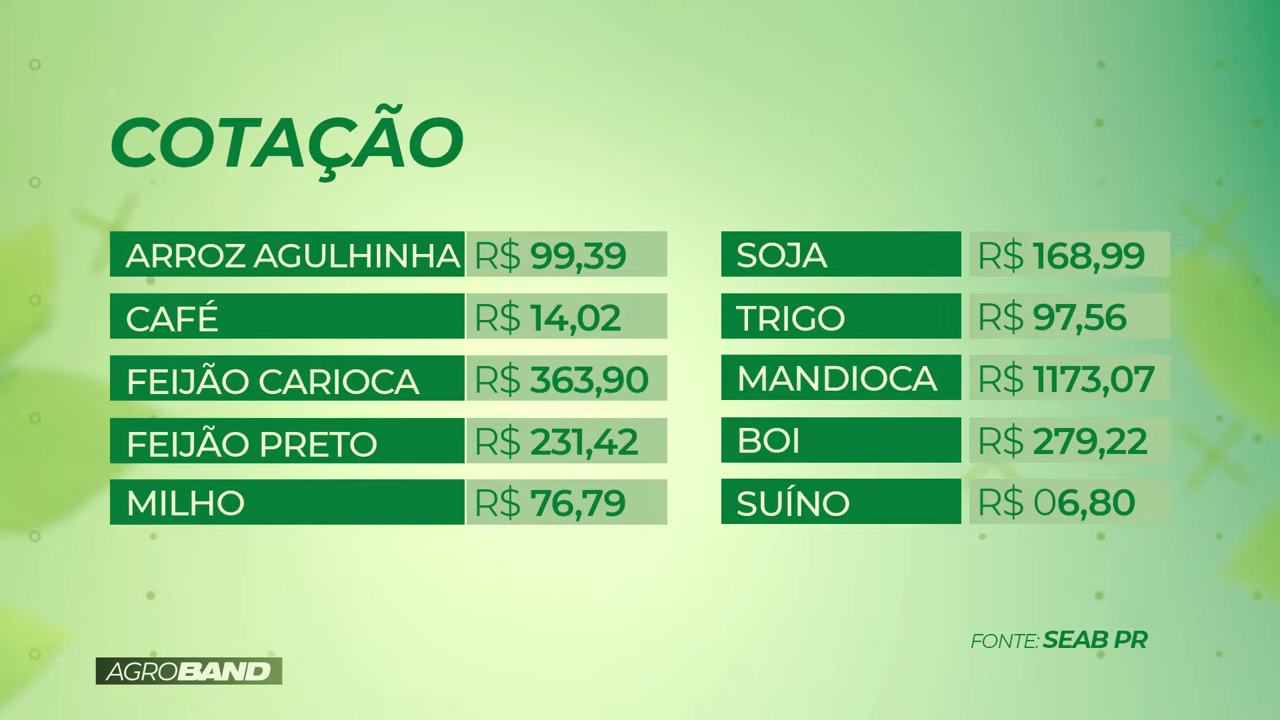 COTAÇÃO
ARROZ AGULHINHA R$ 99,39
CAFÉ R$ 14,02
FEIJÃO CARIOCA R$ 363,90
FEIJÃO PRETO R$ 231,42
MILHO R$ 76,79
SOJA R$ 168,99
TRIGO R$ 97,56
MANDIOCA R$ 1173,07
BOI R$ 279,22
SUÍNO R$ 06,80
FONTE: SEAB PR
AGROBAND